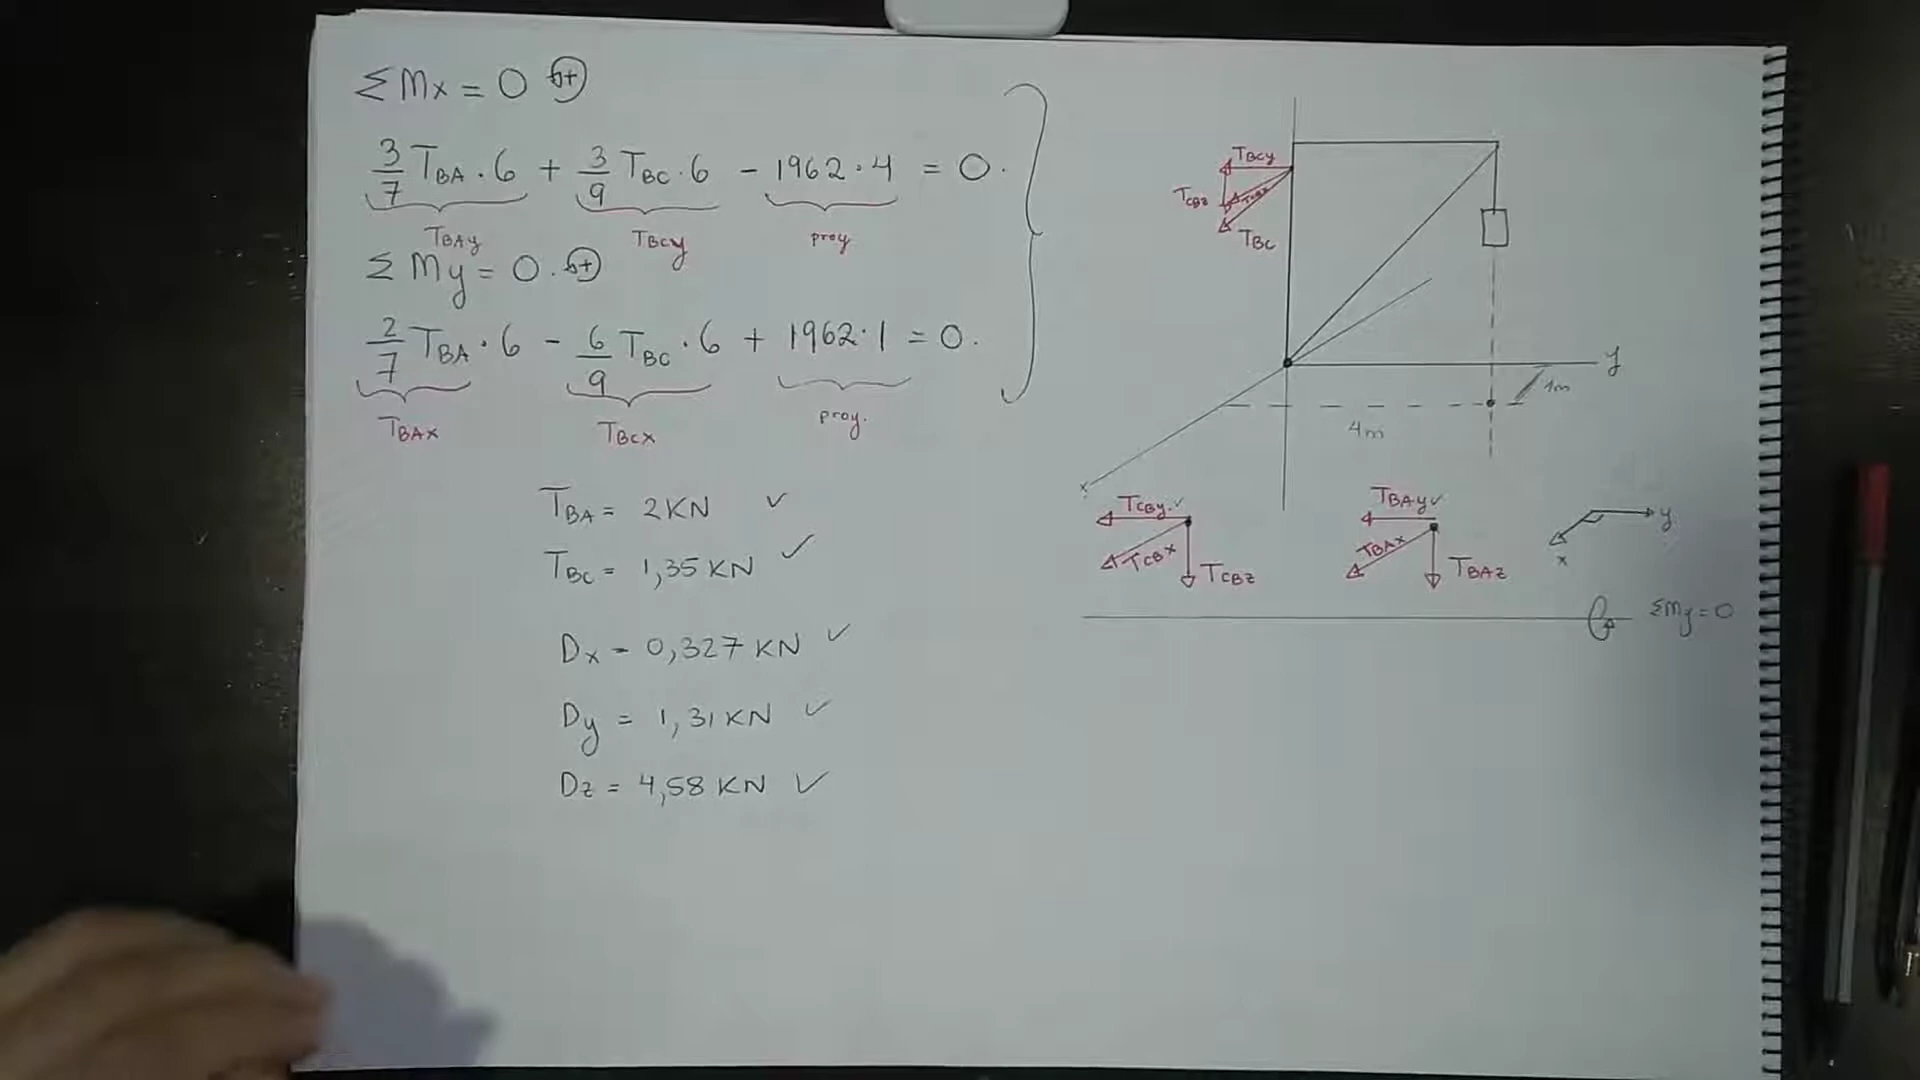 ΣMx = 0 ↻+
3/7 TBA · 6 + 3/9 TBC · 6 - 1962 · 4 = 0.
TBAy TBCy proy
ΣMy = 0. ↻+
2/7 TBA · 6 - 6/9 TBC · 6 + 1962 · 1 = 0.
TBAx TBCx proy.
TBA = 2KN ✓
TBC = 1,35 KN ✓
Dx = 0,327 KN ✓
Dy = 1,31 KN ✓
Dz = 4,58 KN ✓
TBCy
TCBz
TBC
y
1m
4m
x
TCBy. ✓
TCBx
TCBz
TBAy ✓
TBAx
TBAz
y
x
ΣMy = 0